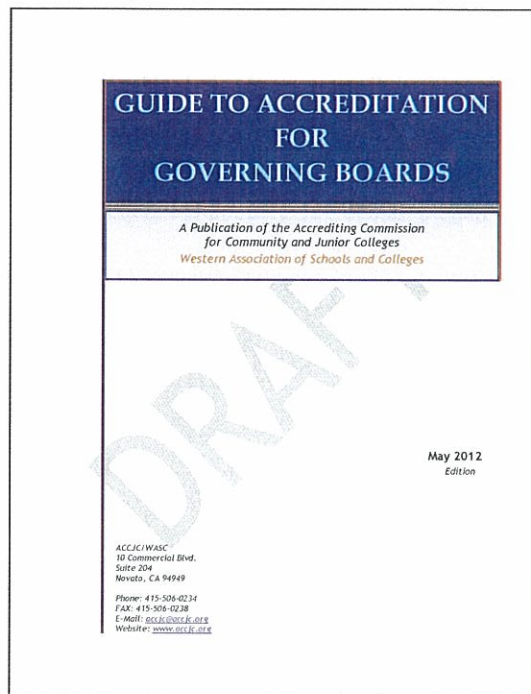 GUIDE TO ACCREDITATION
FOR
GOVERNING BOARDS
A Publication of the Accrediting Commission
for Community and Junior Colleges
Western Association of Schools and Colleges
DRAFT
May 2012
Edition
ACCJC/WASC
10 Commercial Blvd.
Suite 204
Novato, CA 94949
Phone: 415-506-0234
FAX: 415-506-0238
E-Mail: accjc@accjc.org
Website: www.accjc.org